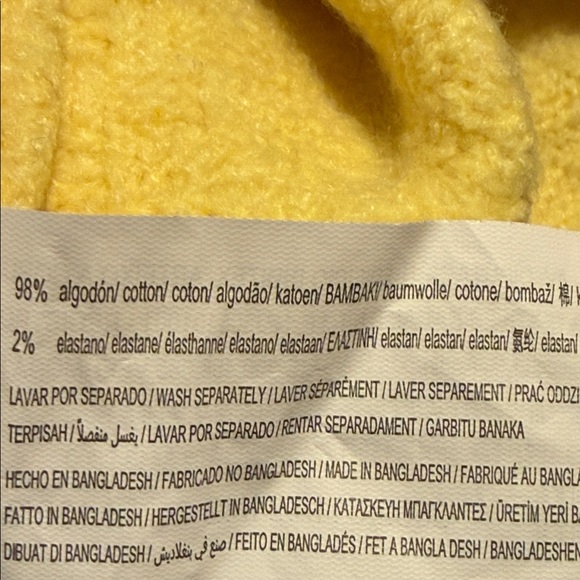 98% algodón/ cotton/ coton/ algodão/ katoen/ BAMBAKI/ baumwolle/ cotone/ bombaž/ 棉/
2% elastano/ elastane/ élasthanne/ elastano/ elastaan/ ΕΛΑΣΤΙΝΗ/ elastan/ elastan/ elastan/ 氨纶/ elastan/
LAVAR POR SEPARADO / WASH SEPARATELY / LAVER SÉPARÉMENT / LAVER SEPAREMENT / PRAĆ ODDZI
TERPISAH / يغسل منفصلاً / LAVAR POR SEPARADO / RENTAR SEPARADAMENT / GARBITU BANAKA
HECHO EN BANGLADESH / FABRICADO NO BANGLADESH / MADE IN BANGLADESH / FABRIQUÉ AU BANGLA
FATTO IN BANGLADESH / HERGESTELLT IN BANGLADESCH / ΚΑΤΑΣΚΕΥΗ ΜΠΑΓΚΛΑΝΤΕΣ / ÜRETİM YERİ B
DIBUAT DI BANGLADESH / صنع في بنغلاديش / FEITO EN BANGLADÉS / FET A BANGLA DESH / BANGLADESHEN